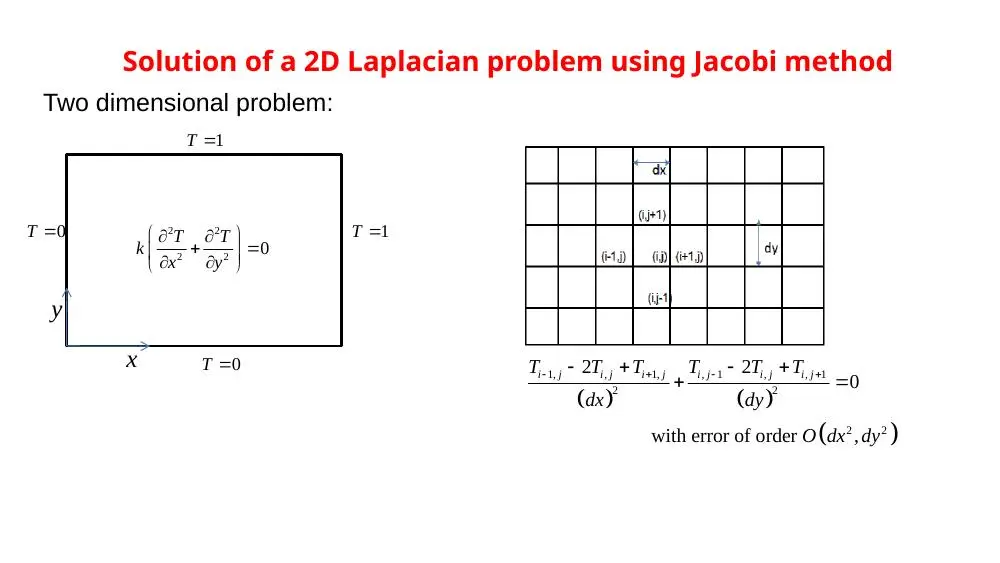 Solution of a 2D Laplacian problem using Jacobi method
Two dimensional problem:
T = 1
T = 0
k(∂²T/∂x² + ∂²T/∂y²) = 0
T = 1
y
x
T = 0
dx
(i,j+1)
(i-1,j) (i,j) (i+1,j)
dy
(i,j-1)
(T_{i-1,j} - 2T_{i,j} + T_{i+1,j})/(dx)² + (T_{i,j-1} - 2T_{i,j} + T_{i,j+1})/(dy)² = 0
with error of order O(dx², dy²)